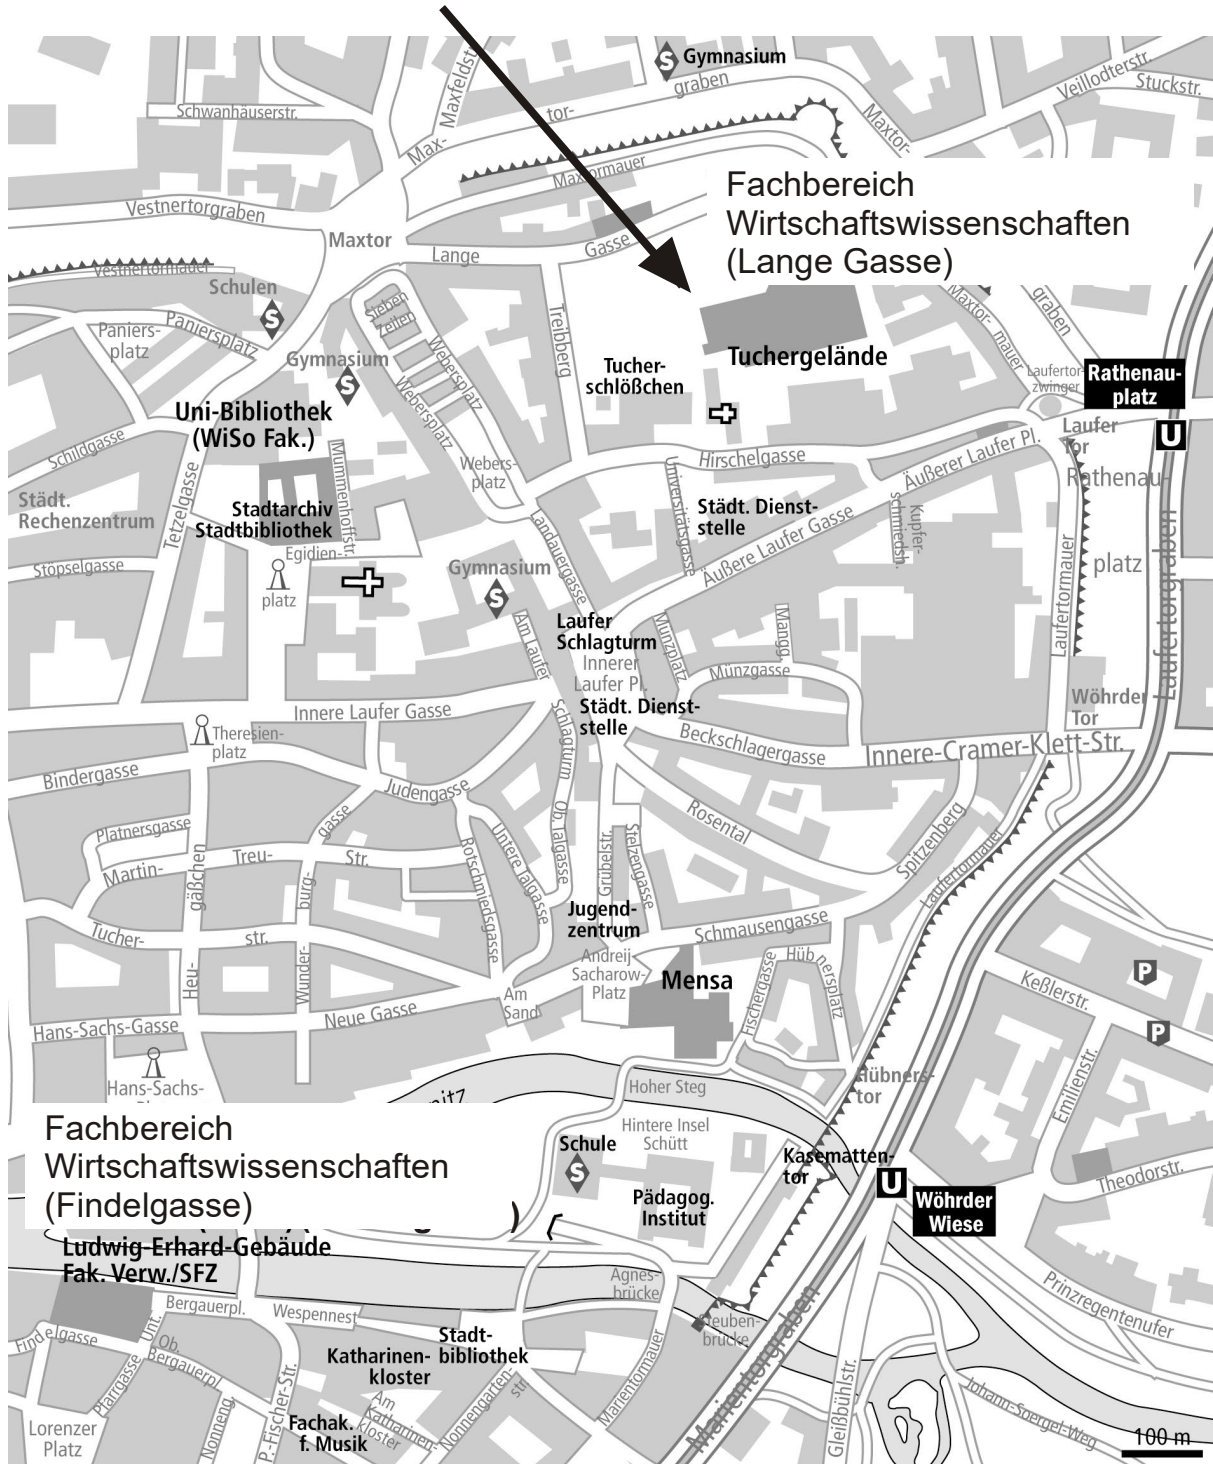 Gymnasium
graben
Veillodterstr.
Stuckstr.
Maxfeldstr.
Schwanhäuserstr.
Max-
tor-
Maxtor-
Maxtormauer
Fachbereich
Wirtschaftswissenschaften
(Lange Gasse)
Vestnertorgraben
Maxtor
Lange
Gasse
Vestnertormauer
Schulen
Sieben
Zeilen
Maxtor-
mauer
graben
Paniers-
platz
Paniersplatz
Treibberg
Webersplatz
Gymnasium
Tuchergelände
Tucher-
schlößchen
Laufertor-
zwinger
Rathenau-
platz
U
Uni-Bibliothek
(WiSo Fak.)
Webersplatz
Laufer
Tor
Schildgasse
Mummenhoffstr.
Webers-
platz
Hirschelgasse
Äußerer Laufer Pl.
Rathenau-
platz
Städt.
Rechenzentrum
Tetzelgasse
Stadtarchiv
Stadtbibliothek
Universitätsgasse
Städt. Dienst-
stelle
Kupfer-
schmiedsh.
Landauergasse
Äußere Laufer Gasse
Egidien-
platz
Stöpselgasse
Gymnasium
Laufertormauer
Laufertorgraben
Am Laufer
Schlagturm
Laufer
Schlagturm
Innerer
Laufer Pl.
Münzplatz
Mangg.
Münzgasse
Wöhrder
Tor
Städt. Dienst-
stelle
Innere Laufer Gasse
Theresien-
platz
Beckschlagergasse
Innere-Cramer-Klett-Str.
Bindergasse
Judengasse
Rosental
Platnersgasse
gasse
Ob. Talgasse
Untere Talgasse
Grübelstr.
Stelzengasse
Spitzenberg
Laufertormauer
Martin-
Treu-
Str.
gäßchen
burg-
Rotschmiedsgasse
Jugend-
zentrum
Schmausengasse
Tucher-
str.
Heu-
Wunder-
Andreij
Sacharow-
Platz
Mensa
Fischergasse
Hübnersplatz
Keßlerstr.
P
P
Am
Sand
Neue Gasse
Hans-Sachs-Gasse
Hans-Sachs-
Hoher Steg
Hübners-
tor
Emilienstr.
Fachbereich
Wirtschaftswissenschaften
(Findelgasse)
Hintere Insel
Schütt
Schule
Kasematten-
tor
Theodorstr.
Pädagog.
Institut
U
Wöhrder
Wiese
Ludwig-Erhard-Gebäude
Fak. Verw./SFZ
Agnes-
brücke
Prinzregentenufer
Bergauerpl.
Wespennest
Steuben-
brücke
Findelgasse
Unt.
Ob.
Bergauerpl.
Stadt-
bibliothek
Katharinen-
kloster
Marientorgraben
Pfarrgasse
P.-Fischer-Str.
Am
Katharinen-
kloster
Nonnengarten-
str.
Marientormauer
Gleißbühlstr.
Johann-Soergel-Weg
Lorenzer
Platz
Nonneng.
Fachak.
f. Musik
100 m